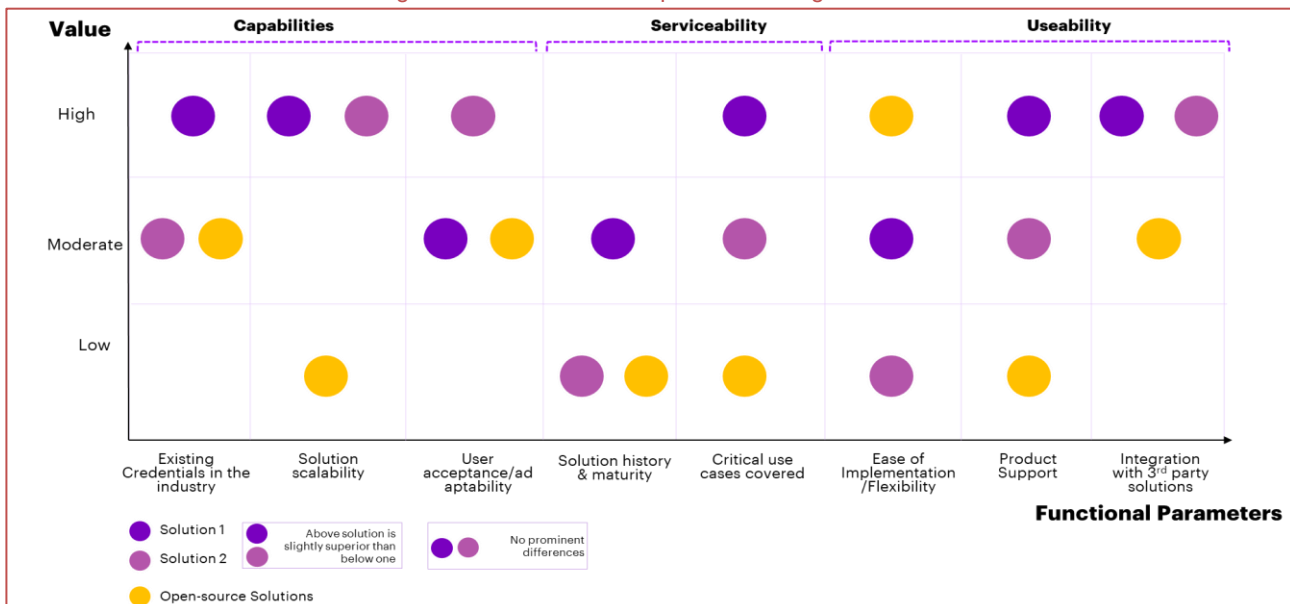 Value
Capabilities
Serviceability
Useability
High
Moderate
Low
Existing
Credentials in the
industry
Solution
scalability
User
acceptance/ad
aptability
Solution history
& maturity
Critical use
cases covered
Ease of
Implementation
/Flexibility
Product
Support
Integration
with 3rd party
solutions
Functional Parameters
Solution 1
Solution 2
Open-source Solutions
Above solution is
slightly superior than
below one
No prominent
differences